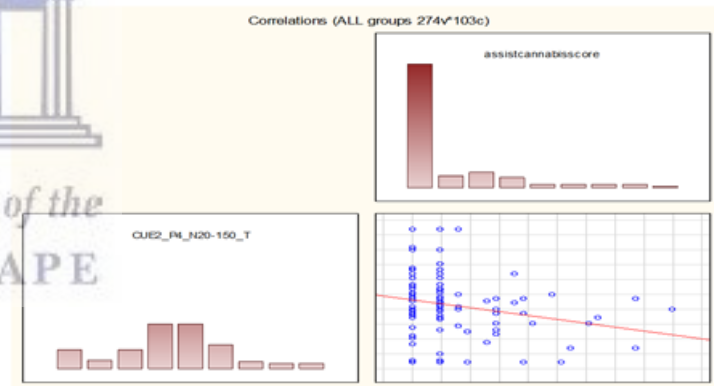 Correlations (ALL groups 274v*103c)
assistcannabisscore
of the
CUE2_P4_N20-150_T
APE